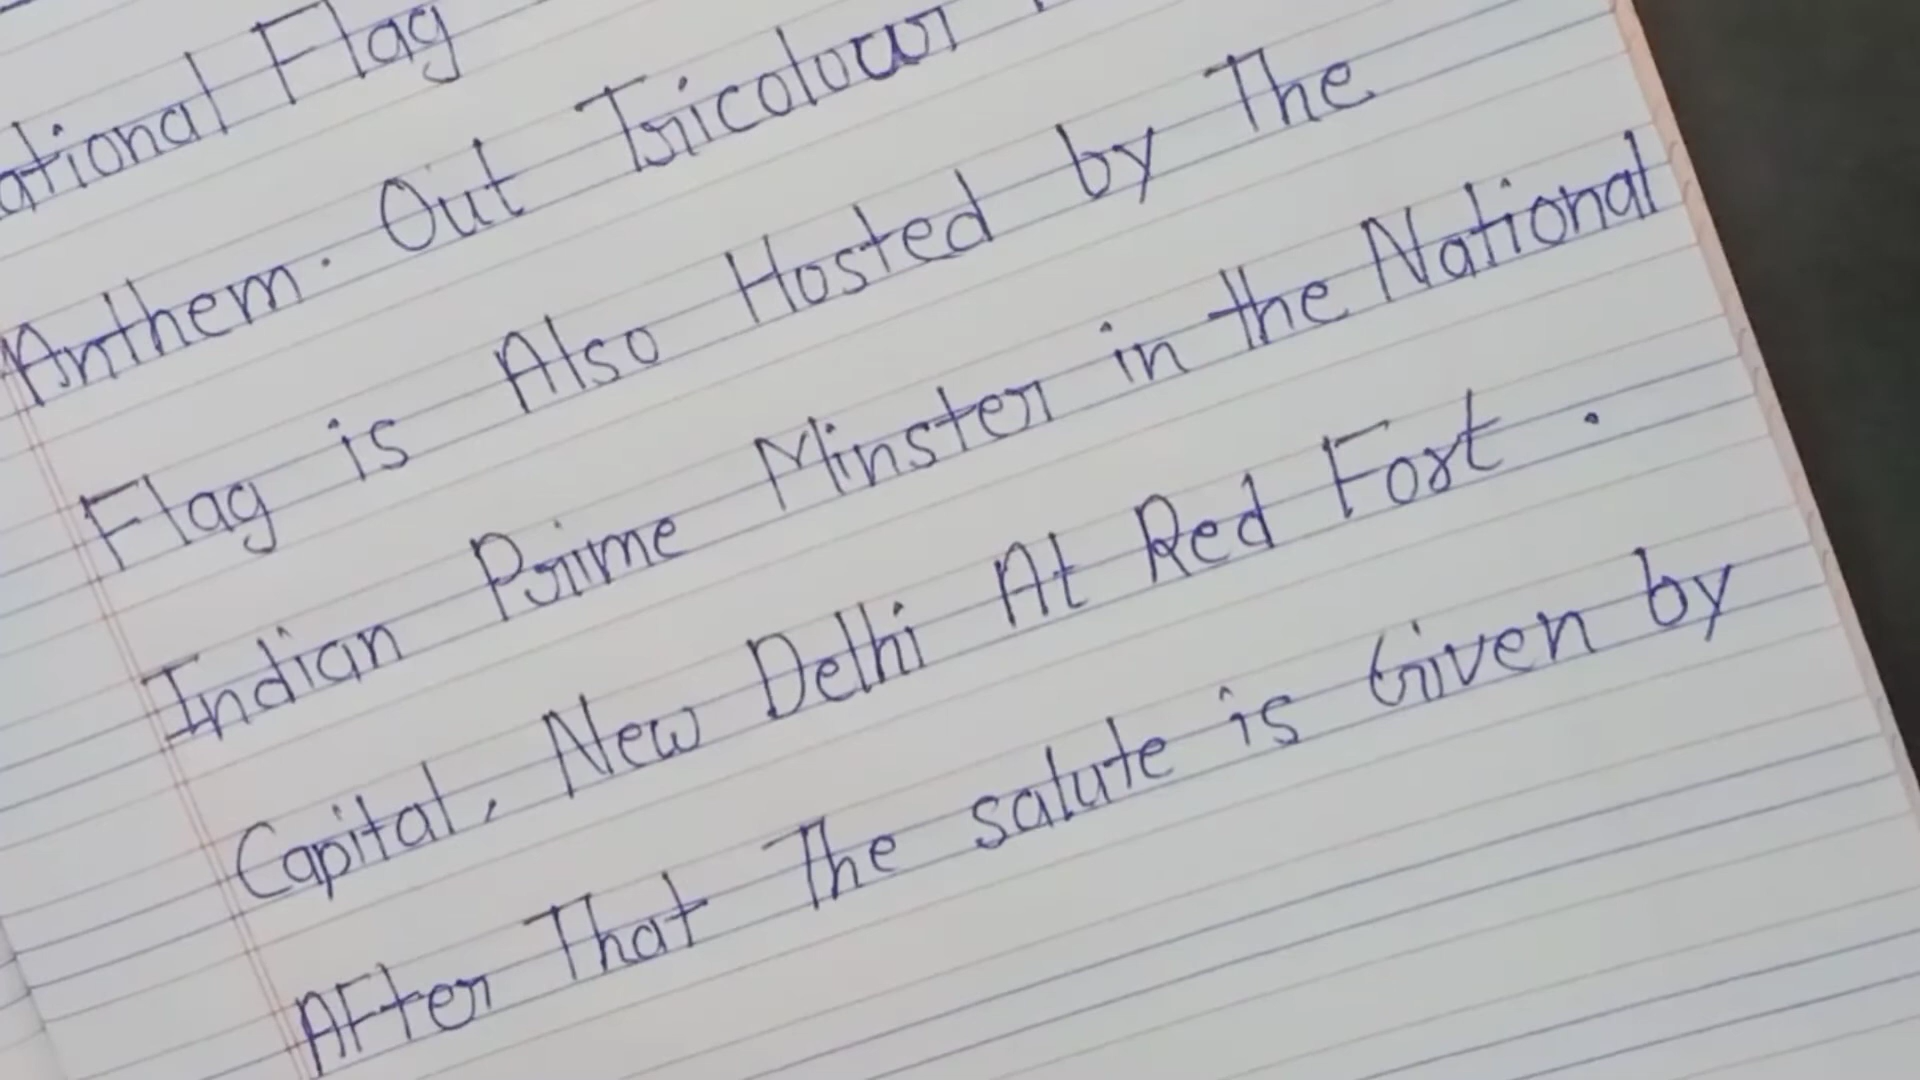 ational Flag
Anthem. Out Tricolour
Flag is Also Hosted by The
Indian Prime Minster in the National
Capital, New Delhi At Red Fort.
AFter That The salute is Given by